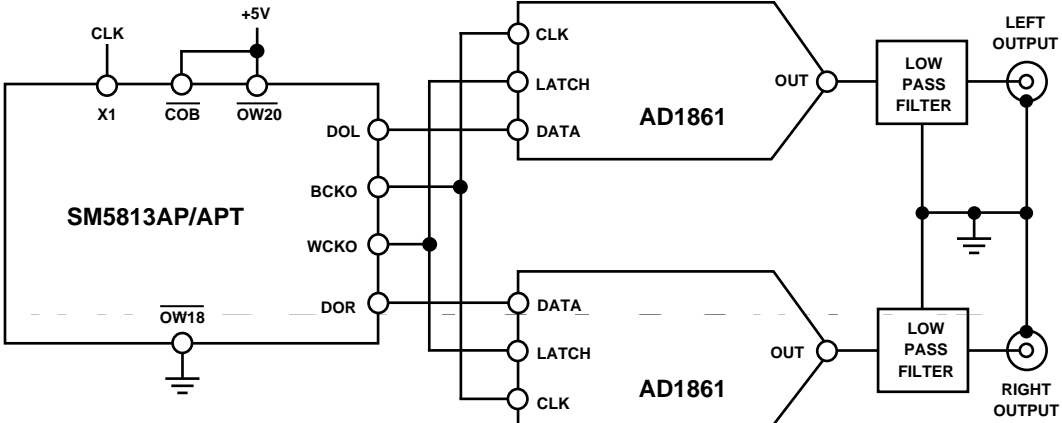 +5V
CLK
X1
COB
OW20
DOL
BCKO
WCKO
DOR
SM5813AP/APT
OW18
CLK
LATCH
DATA
OUT
AD1861
LOW
PASS
FILTER
LEFT
OUTPUT
DATA
LATCH
CLK
OUT
AD1861
LOW
PASS
FILTER
RIGHT
OUTPUT